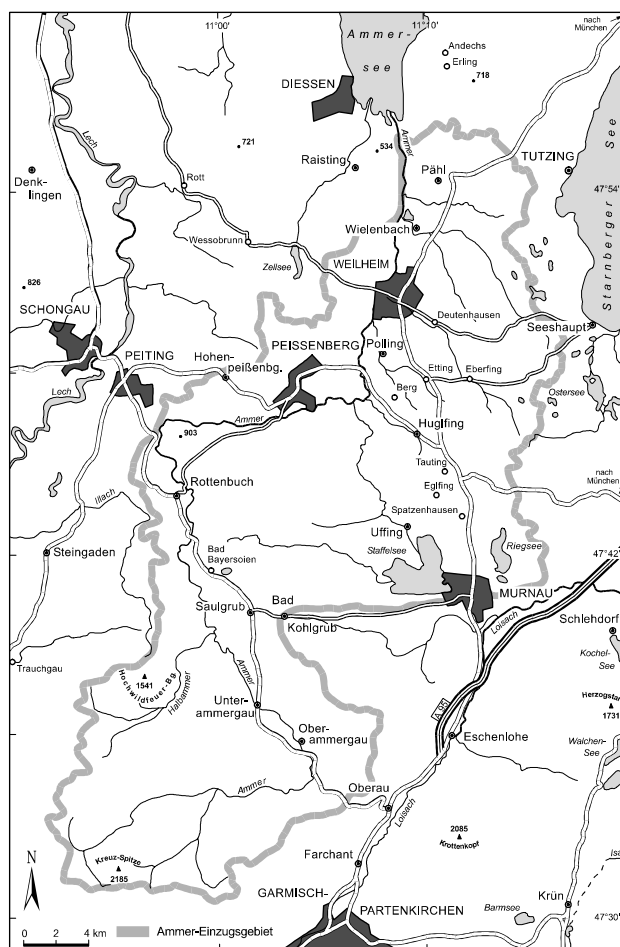 11°00'
11°10'
nach
München
Ammer-
see
Andechs
Erling
718
DIESSEN
Lech
721
534
Ammer
Raisting
Pähl
TUTZING
Starnberger See
Denk-
lingen
Rott
47°54'
Wielenbach
Wessobrunn
Zellsee
WEILHEIM
826
SCHONGAU
Deutenhausen
Seeshaupt
PEITING
Hohen-
peißenbg.
PEISSENBERG
Polling
Etting
Eberfing
Berg
Ostersee
Lech
Ammer
903
Huglfing
Tauting
nach
München
Illach
Rottenbuch
Eglfing
Spatzenhausen
Uffing
Staffelsee
Riegsee
Steingaden
Bad
Bayersoien
47°42'
MURNAU
Saulgrub
Bad
Kohlgrub
Loisach
Schlehdorf
Kochel-
See
Trauchgau
1541
Hochwildfeuer-Bg.
Halbammer
Ammer
Herzogstan
1731
Unter-
ammergau
A 95
Ober-
ammergau
Eschenlohe
Walchen-
See
Ammer
Oberau
Loisach
2085
Krottenkopf
Kreuz-Spitze
2185
Farchant
Isa
N
GARMISCH-
PARTENKIRCHEN
Barmsee
Krün
47°30'
0 2 4 km
Ammer-Einzugsgebiet